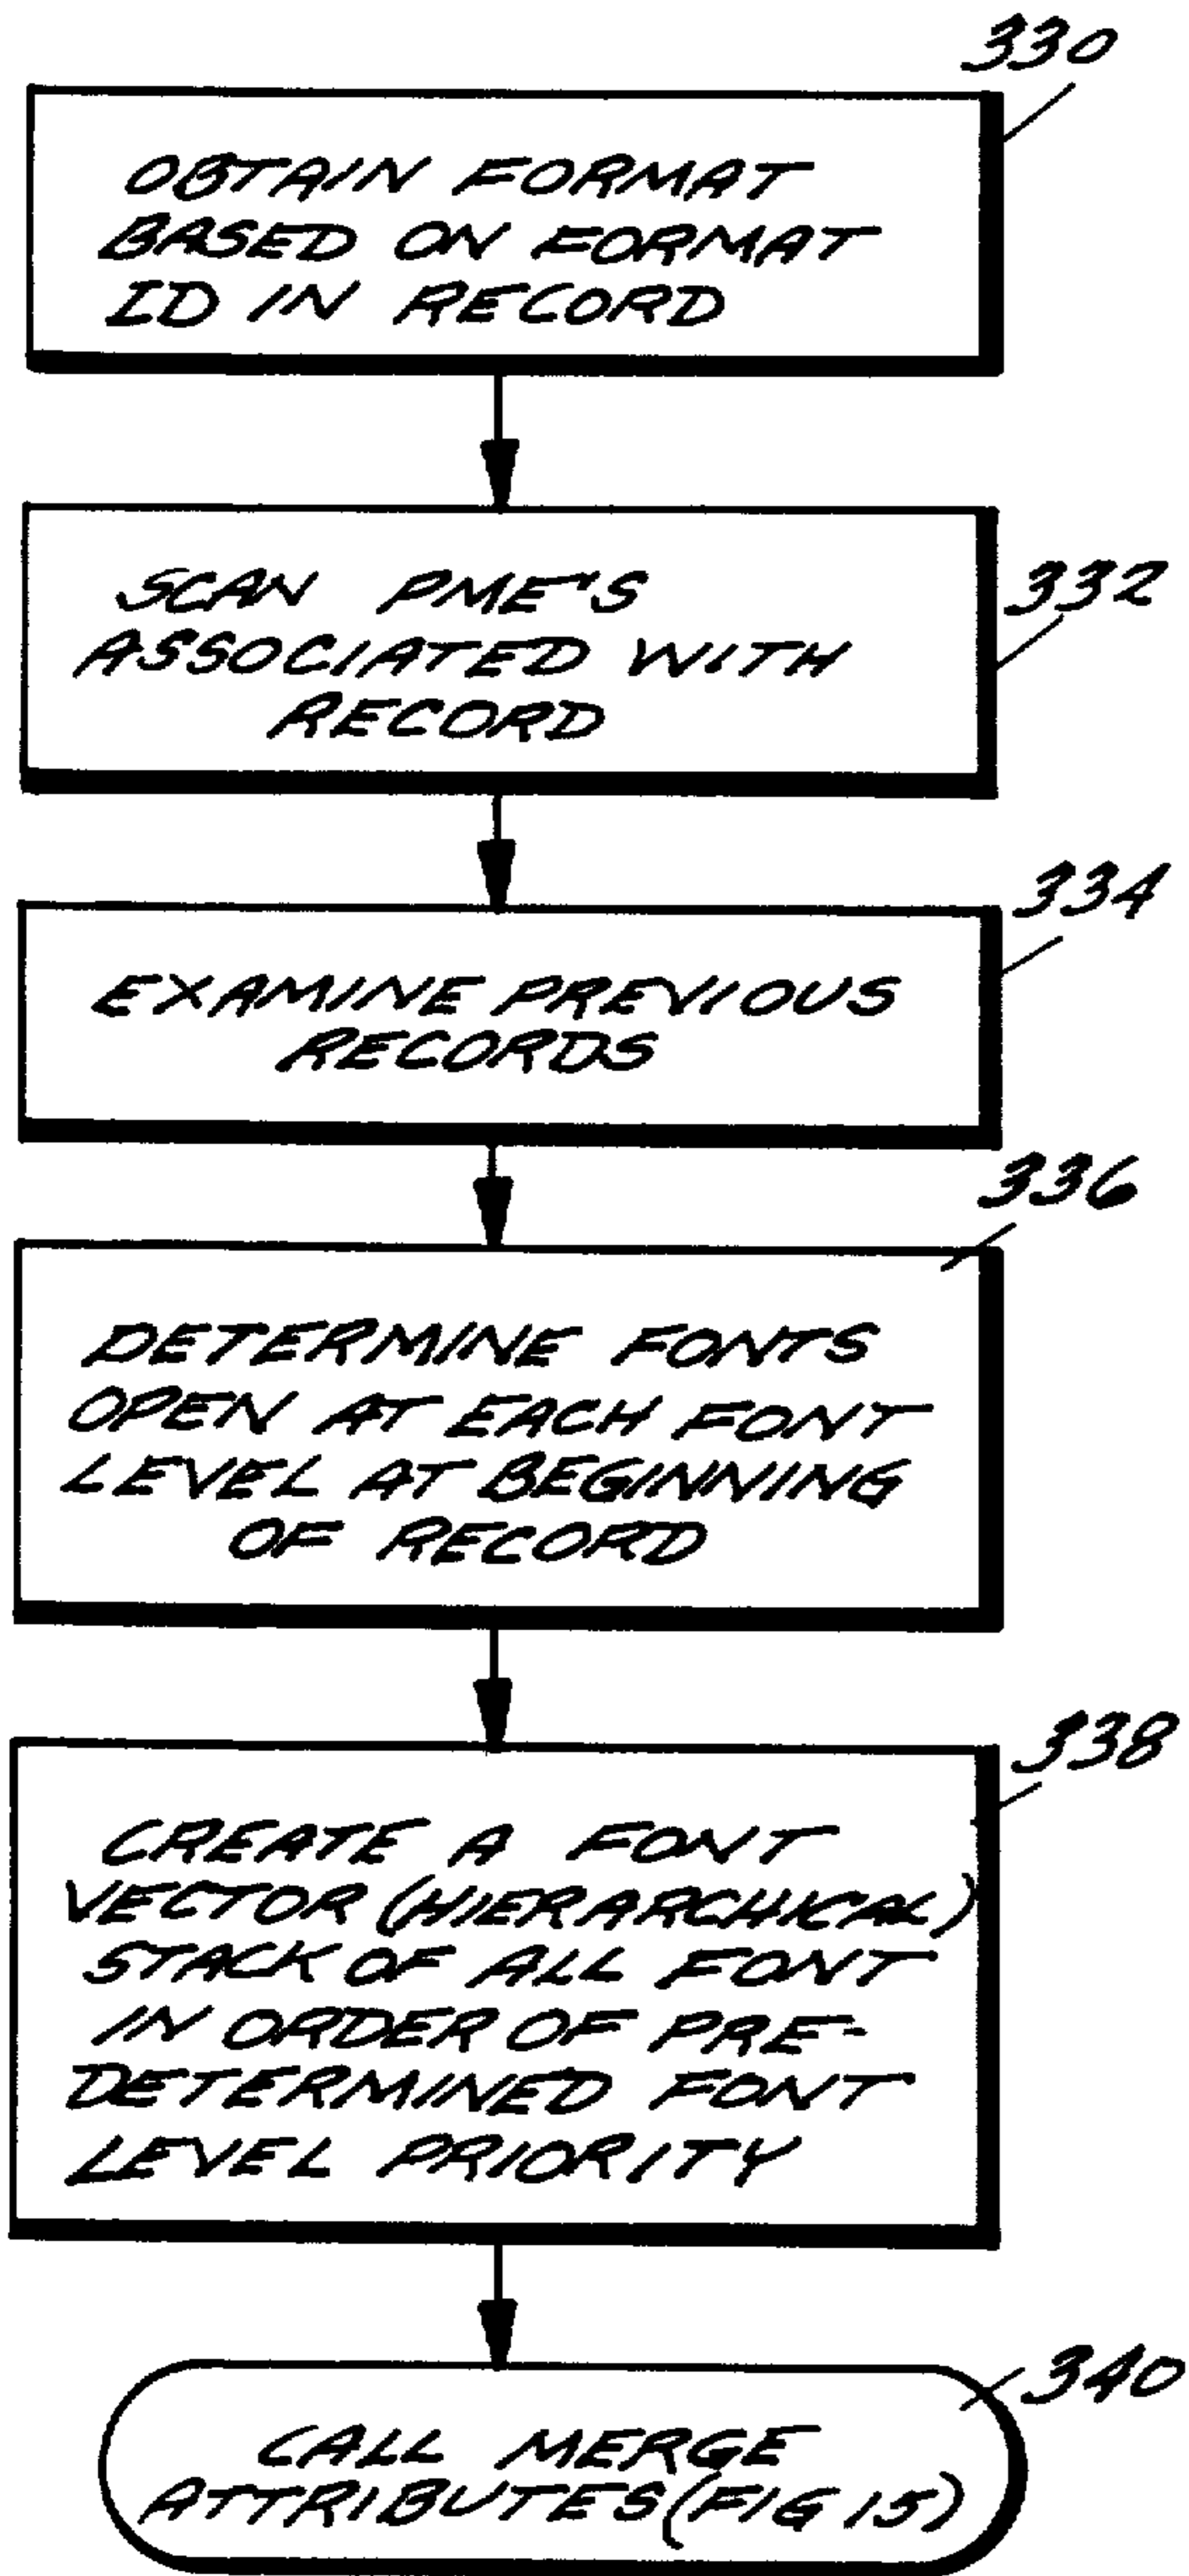 330
OBTAIN FORMAT
BASED ON FORMAT
ID IN RECORD
332
SCAN PME'S
ASSOCIATED WITH
RECORD
334
EXAMINE PREVIOUS
RECORDS
336
DETERMINE FONTS
OPEN AT EACH FONT
LEVEL AT BEGINNING
OF RECORD
338
CREATE A FONT
VECTOR (HIERARCHICAL)
STACK OF ALL FONT
IN ORDER OF PRE-
DETERMINED FONT
LEVEL PRIORITY
340
CALL MERGE
ATTRIBUTES (FIG 15)